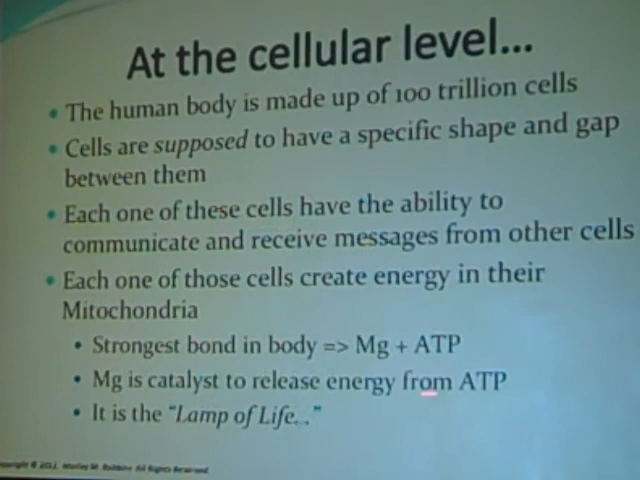 At the cellular level...
• The human body is made up of 100 trillion cells
• Cells are supposed to have a specific shape and gap
between them
• Each one of these cells have the ability to
communicate and receive messages from other cells
• Each one of those cells create energy in their
Mitochondria
• Strongest bond in body => Mg + ATP
• Mg is catalyst to release energy from ATP
• It is the "Lamp of Life..."
All Rights Reserved